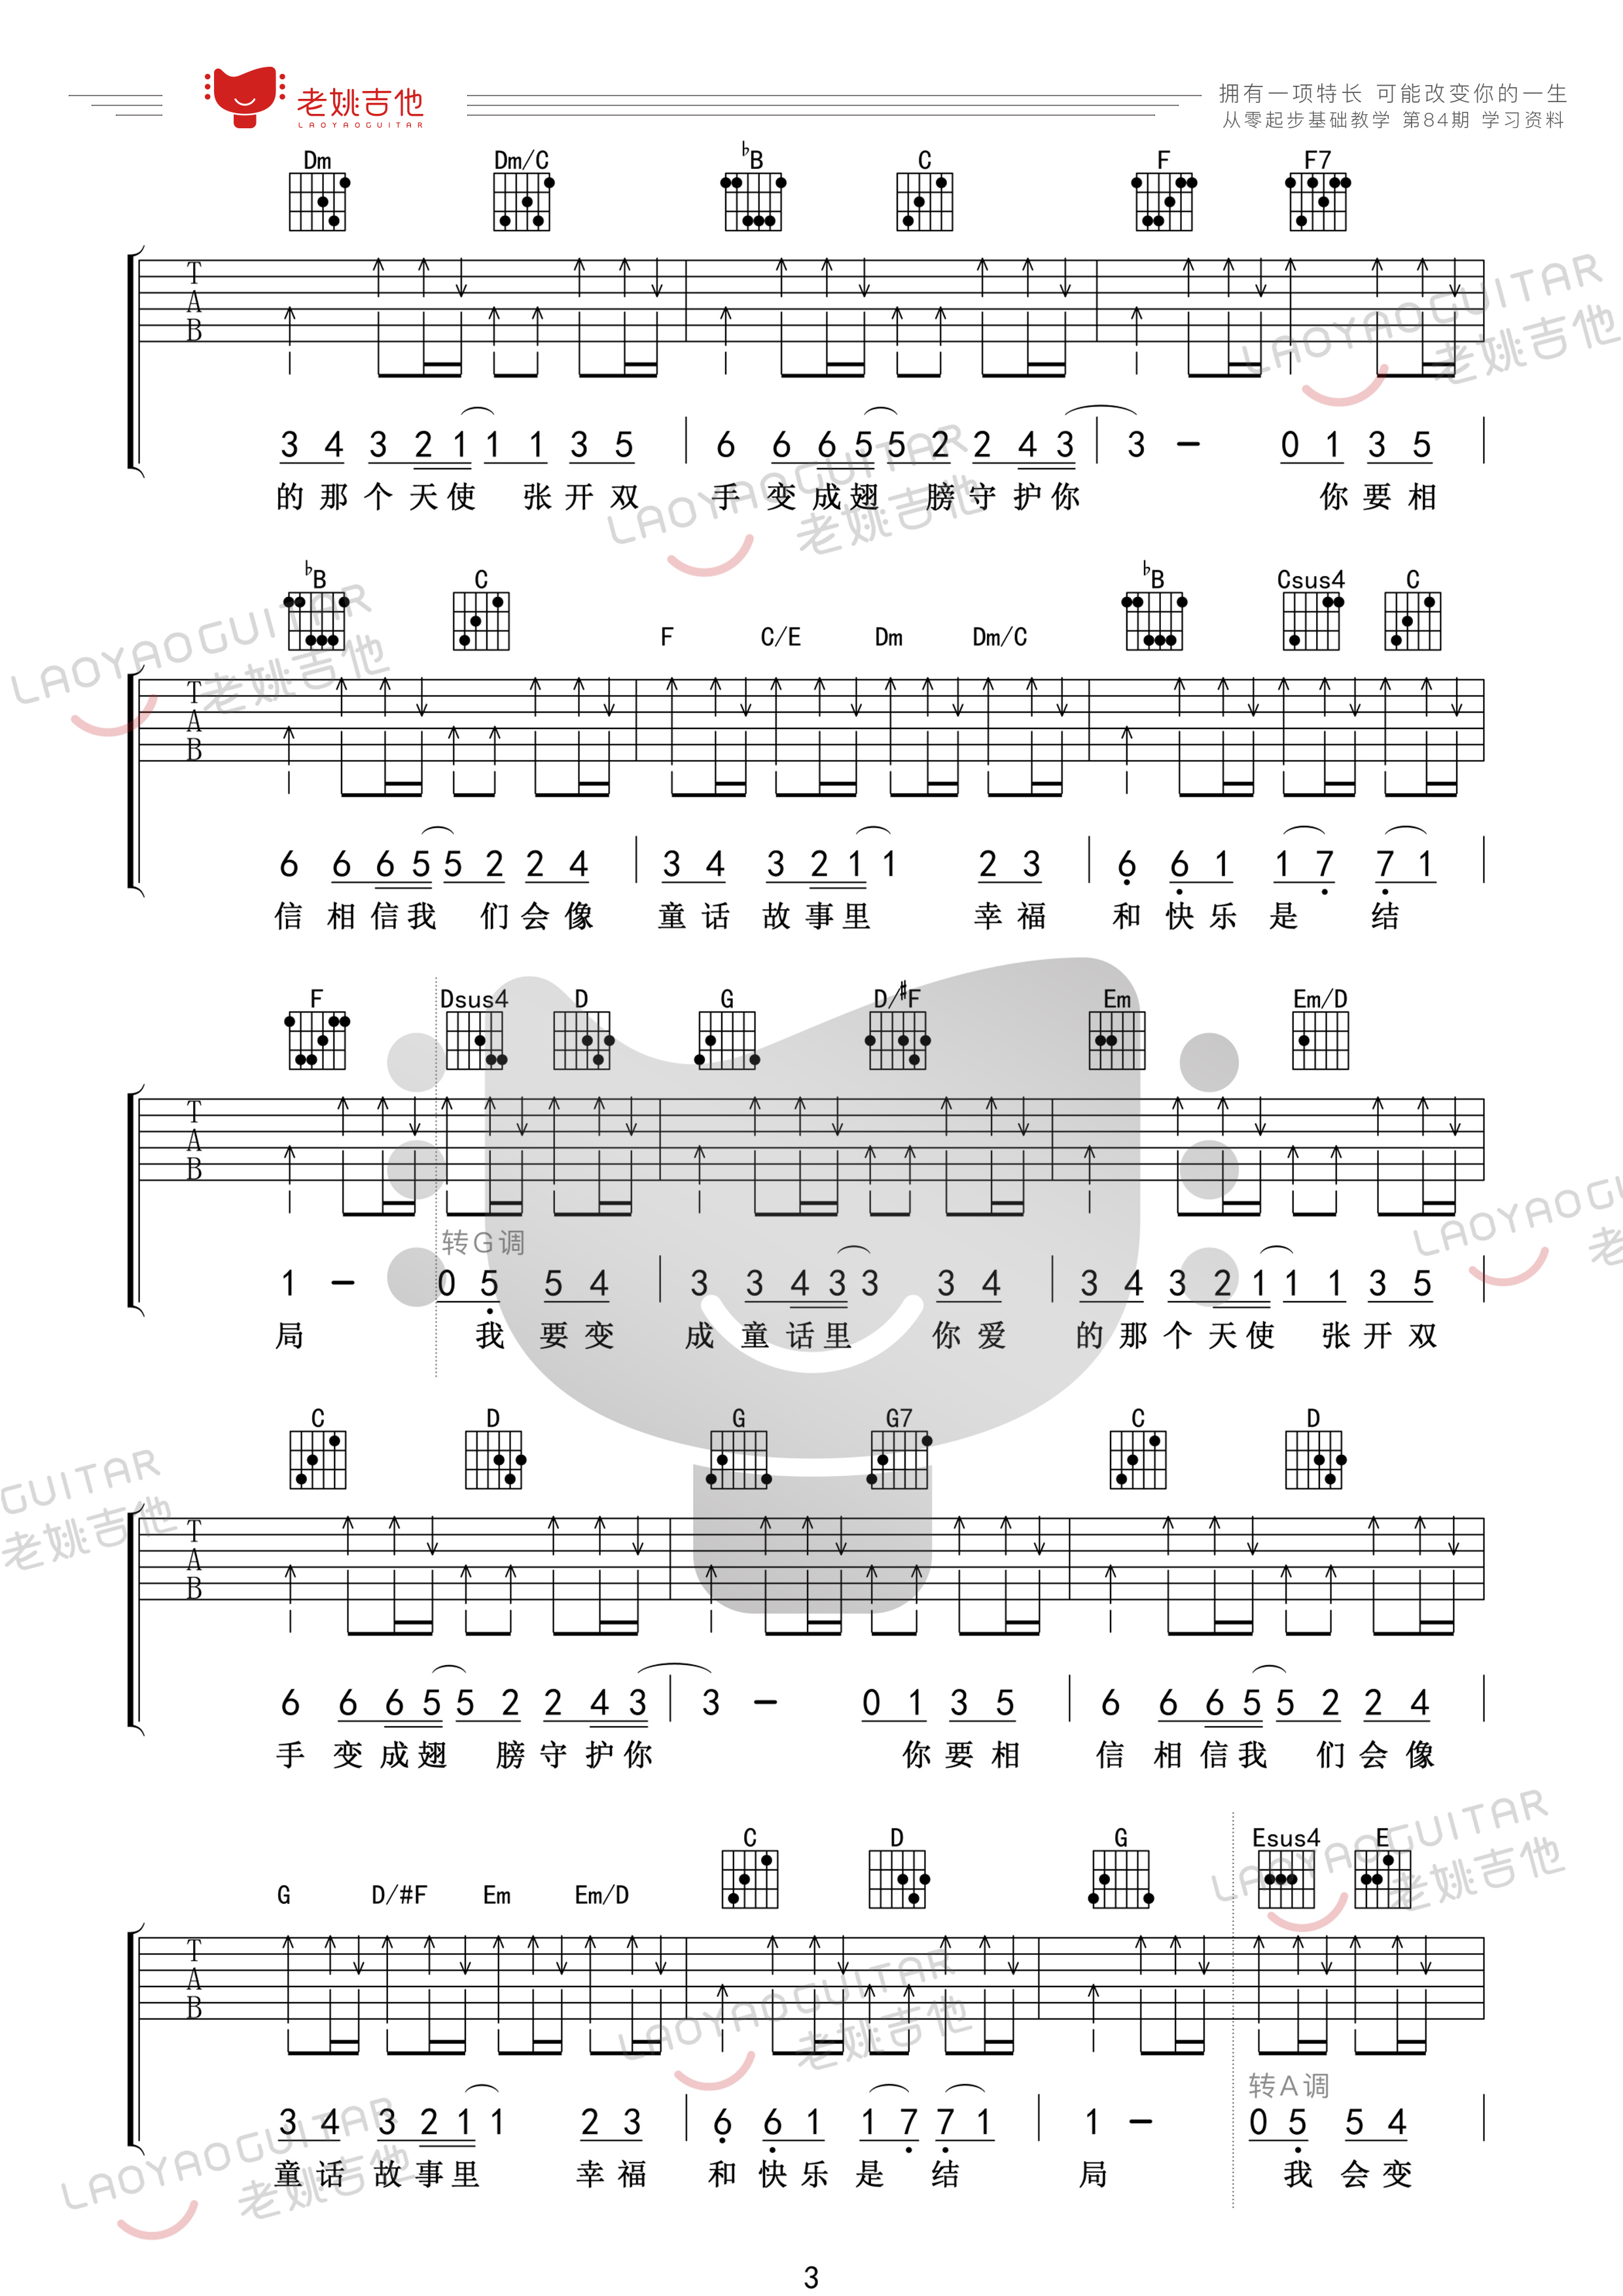 老姚吉他
LAOYAOGUITAR
拥有一项特长 可能改变你的一生
从零起步基础教学 第84期 学习资料
Dm Dm/C ♭B C F F7
T
A
B
3 4 3 2 1 1 1 3 5 | 6 6 6 5 5 2 2 4 3 | 3 - 0 1 3 5 |
的那个天使 张开双 手变成翅 膀守护你 你要相
♭B C F C/E Dm Dm/C ♭B Csus4 C
T
A
B
6 6 6 5 5 2 2 4 | 3 4 3 2 1 1 2 3 | 6 6 1 1 7 7 1 |
信相信我 们会像 童话故事里 幸福 和快乐是 结
F Dsus4 D G D/♯F Em Em/D
T
A
B
转G调
1 - 0 5 5 4 | 3 3 4 3 3 3 4 | 3 4 3 2 1 1 1 3 5 |
局 我要变 成童话里 你爱 的那个天使 张开双
C D G G7 C D
T
A
B
6 6 6 5 5 2 2 4 3 | 3 - 0 1 3 5 | 6 6 6 5 5 2 2 4 |
手变成翅 膀守护你 你要相 信相信我 们会像
G D/#F Em Em/D C D G Esus4 E
T
A
B
转A调
3 4 3 2 1 1 2 3 | 6 6 1 1 7 7 1 | 1 - 0 5 5 4 |
童话故事里 幸福 和快乐是 结 局 我会变
3